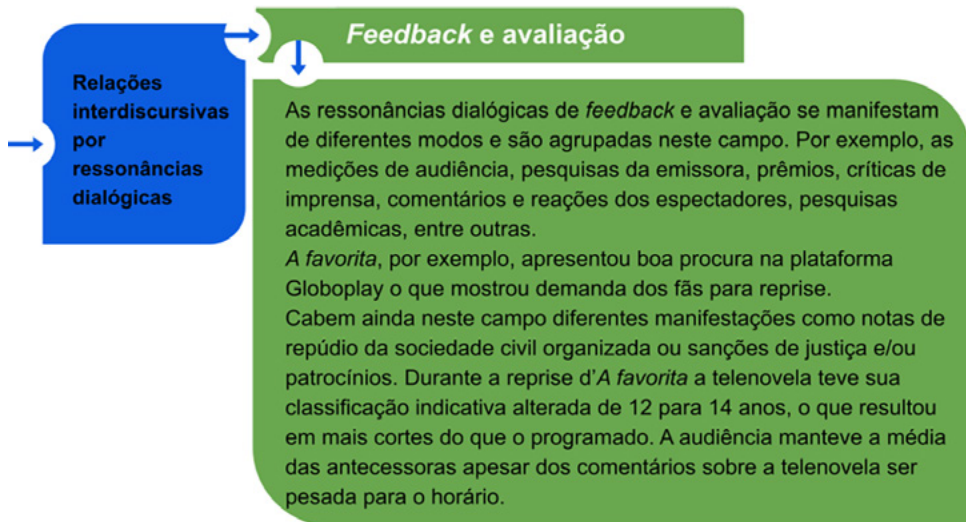 Feedback e avaliação
Relações
interdiscursivas
por
ressonâncias
dialógicas
As ressonâncias dialógicas de feedback e avaliação se manifestam
de diferentes modos e são agrupadas neste campo. Por exemplo, as
medições de audiência, pesquisas da emissora, prêmios, críticas de
imprensa, comentários e reações dos espectadores, pesquisas
acadêmicas, entre outras.
A favorita, por exemplo, apresentou boa procura na plataforma
Globoplay o que mostrou demanda dos fãs para reprise.
Cabem ainda neste campo diferentes manifestações como notas de
repúdio da sociedade civil organizada ou sanções de justiça e/ou
patrocínios. Durante a reprise d'A favorita a telenovela teve sua
classificação indicativa alterada de 12 para 14 anos, o que resultou
em mais cortes do que o programado. A audiência manteve a média
das antecessoras apesar dos comentários sobre a telenovela ser
pesada para o horário.